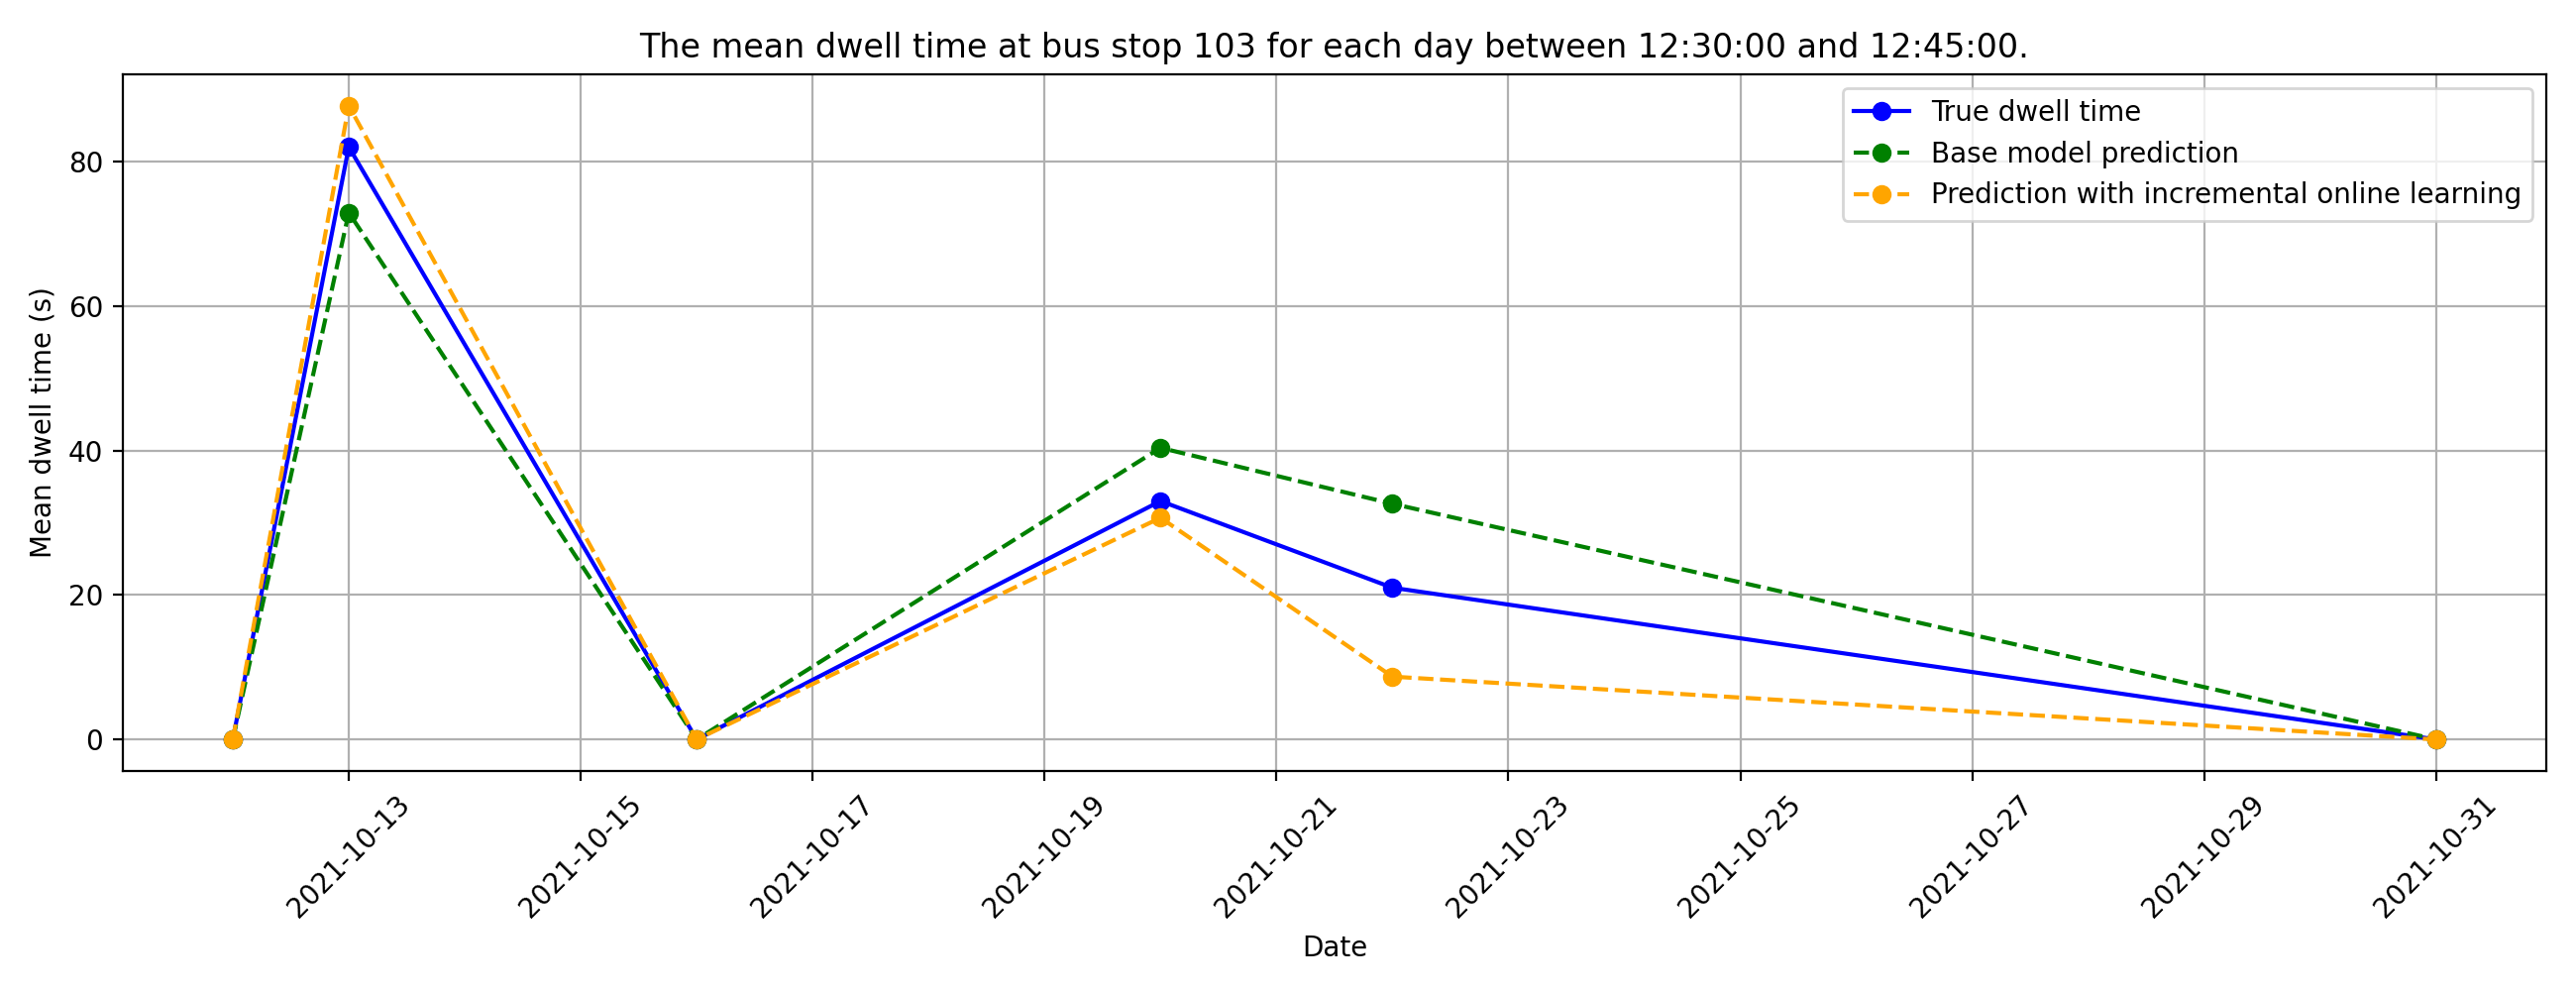 The mean dwell time at bus stop 103 for each day between 12:30:00 and 12:45:00.
True dwell time
Base model prediction
Prediction with incremental online learning
Mean dwell time (s)
80
60
40
20
0
2021-10-13
2021-10-15
2021-10-17
2021-10-19
2021-10-21
2021-10-23
2021-10-25
2021-10-27
2021-10-29
2021-10-31
Date